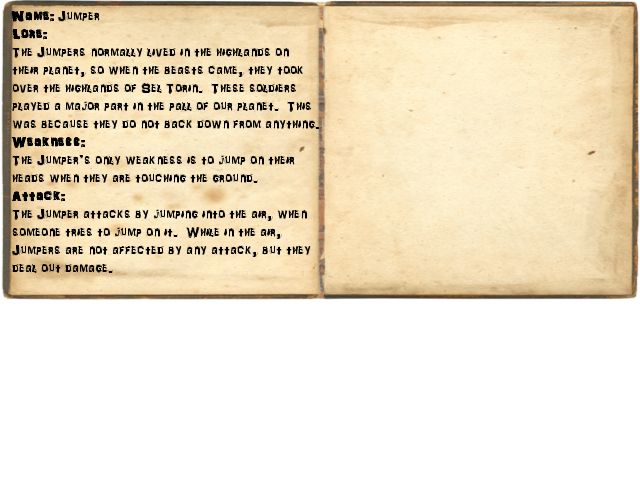 Name: Jumper
Lore:
The Jumpers normally lived in the highlands on
their planet, so when the beasts came, they took
over the highlands of Sel Torin.  These soldiers
played a major part in the fall of our planet.  This
was because they do not back down from anything.
Weakness:
The Jumper's only weakness is to jump on their
heads when they are touching the ground.
Attack:
The Jumper attacks by jumping into the air, when
someone tries to jump on it.  While in the air,
Jumpers are not affected by any attack, but they
deal out damage.